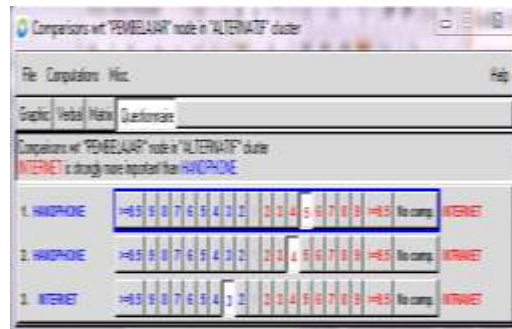 Comparisons wrt "PEMBELAJAR" node in "ALTERNATIF" cluster
File Computations Misc. Help
Graphic Verbal Matrix Questionnaire
Comparisons wrt "PEMBELAJAR" node in "ALTERNATIF" cluster
INTERNET is strongly more important than HANDPHONE
1. HANDPHONE >=9.5 9 8 7 6 5 4 3 2 2 3 4 5 6 7 8 9 >=9.5 No comp. INTERNET
2. HANDPHONE >=9.5 9 8 7 6 5 4 3 2 2 3 4 5 6 7 8 9 >=9.5 No comp. INTRANET
3. INTERNET >=9.5 9 8 7 6 5 4 3 2 2 3 4 5 6 7 8 9 >=9.5 No comp. INTRANET